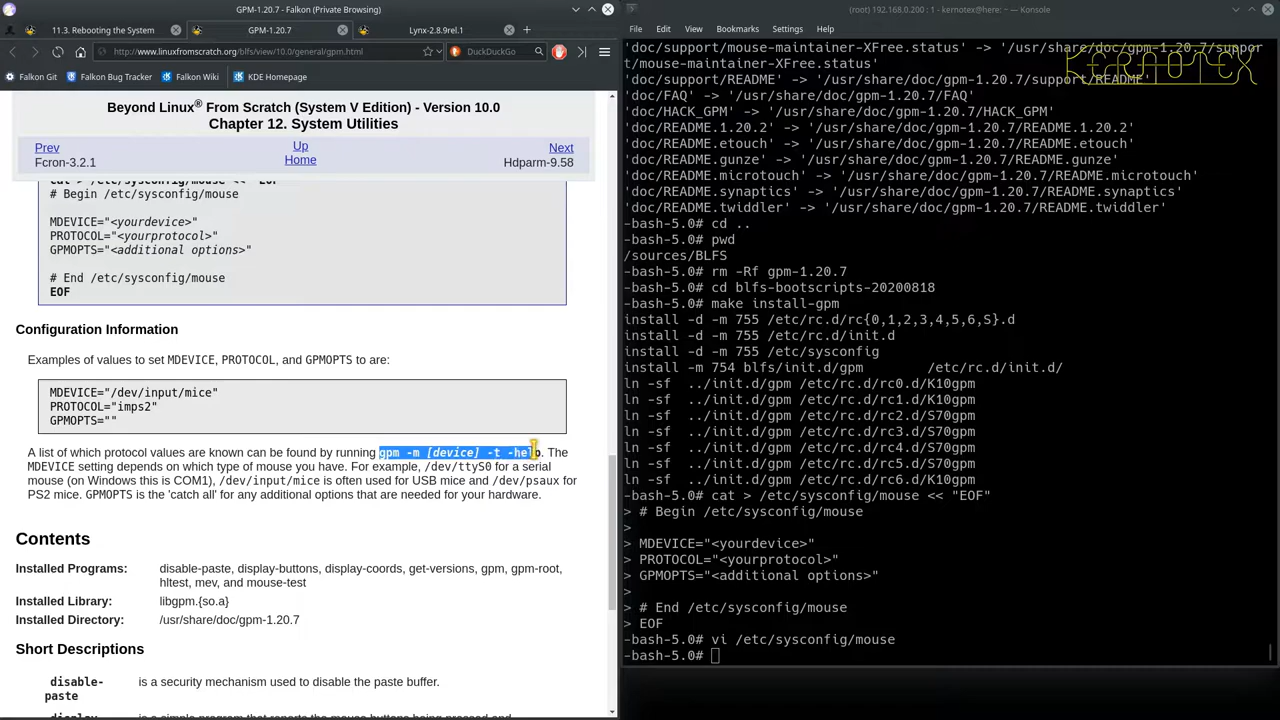 GPM-1.20.7 - Falkon (Private Browsing)
11.3. Rebooting the System
GPM-1.20.7
Lynx-2.8.9rel.1
http://www.linuxfromscratch.org/blfs/view/10.0/general/gpm.html
DuckDuckGo
Falkon Git
Falkon Bug Tracker
Falkon Wiki
KDE Homepage
Beyond Linux® From Scratch (System V Edition) - Version 10.0
Chapter 12. System Utilities
Prev
Up
Next
Fcron-3.2.1
Home
Hdparm-9.58
cat > /etc/sysconfig/mouse << "EOF"
# Begin /etc/sysconfig/mouse
MDEVICE="<yourdevice>"
PROTOCOL="<yourprotocol>"
GPMOPTS="<additional options>"
# End /etc/sysconfig/mouse
EOF
Configuration Information
Examples of values to set MDEVICE, PROTOCOL, and GPMOPTS to are:
MDEVICE="/dev/input/mice"
PROTOCOL="imps2"
GPMOPTS=""
A list of which protocol values are known can be found by running gpm -m [device] -t -help. The
MDEVICE setting depends on which type of mouse you have. For example, /dev/ttyS0 for a serial
mouse (on Windows this is COM1), /dev/input/mice is often used for USB mice and /dev/psaux for
PS2 mice. GPMOPTS is the 'catch all' for any additional options that are needed for your hardware.
Contents
Installed Programs: disable-paste, display-buttons, display-coords, get-versions, gpm, gpm-root,
hltest, mev, and mouse-test
Installed Library: libgpm.{so.a}
Installed Directory: /usr/share/doc/gpm-1.20.7
Short Descriptions
disable-
paste
is a security mechanism used to disable the paste buffer.
(root) 192.168.0.200 : 1 - kernotex@here: ~ — Konsole
File Edit View Bookmarks Settings Help
KERNOTEX
'doc/support/mouse-maintainer-XFree.status' -> '/usr/share/doc/gpm-1.20.7/suppor
t/mouse-maintainer-XFree.status'
'doc/support/README' -> '/usr/share/doc/gpm-1.20.7/support/README'
'doc/FAQ' -> '/usr/share/doc/gpm-1.20.7/FAQ'
'doc/HACK_GPM' -> '/usr/share/doc/gpm-1.20.7/HACK_GPM'
'doc/README.1.20.2' -> '/usr/share/doc/gpm-1.20.7/README.1.20.2'
'doc/README.etouch' -> '/usr/share/doc/gpm-1.20.7/README.etouch'
'doc/README.gunze' -> '/usr/share/doc/gpm-1.20.7/README.gunze'
'doc/README.microtouch' -> '/usr/share/doc/gpm-1.20.7/README.microtouch'
'doc/README.synaptics' -> '/usr/share/doc/gpm-1.20.7/README.synaptics'
'doc/README.twiddler' -> '/usr/share/doc/gpm-1.20.7/README.twiddler'
-bash-5.0# cd ..
-bash-5.0# pwd
/sources/BLFS
-bash-5.0# rm -Rf gpm-1.20.7
-bash-5.0# cd blfs-bootscripts-20200818
-bash-5.0# make install-gpm
install -d -m 755 /etc/rc.d/rc{0,1,2,3,4,5,6,S}.d
install -d -m 755 /etc/rc.d/init.d
install -d -m 755 /etc/sysconfig
install -m 754 blfs/init.d/gpm /etc/rc.d/init.d/
ln -sf ../init.d/gpm /etc/rc.d/rc0.d/K10gpm
ln -sf ../init.d/gpm /etc/rc.d/rc1.d/K10gpm
ln -sf ../init.d/gpm /etc/rc.d/rc2.d/S70gpm
ln -sf ../init.d/gpm /etc/rc.d/rc3.d/S70gpm
ln -sf ../init.d/gpm /etc/rc.d/rc4.d/S70gpm
ln -sf ../init.d/gpm /etc/rc.d/rc5.d/S70gpm
ln -sf ../init.d/gpm /etc/rc.d/rc6.d/K10gpm
-bash-5.0# cat > /etc/sysconfig/mouse << "EOF"
> # Begin /etc/sysconfig/mouse
>
> MDEVICE="<yourdevice>"
> PROTOCOL="<yourprotocol>"
> GPMOPTS="<additional options>"
>
> # End /etc/sysconfig/mouse
> EOF
-bash-5.0# vi /etc/sysconfig/mouse
-bash-5.0#